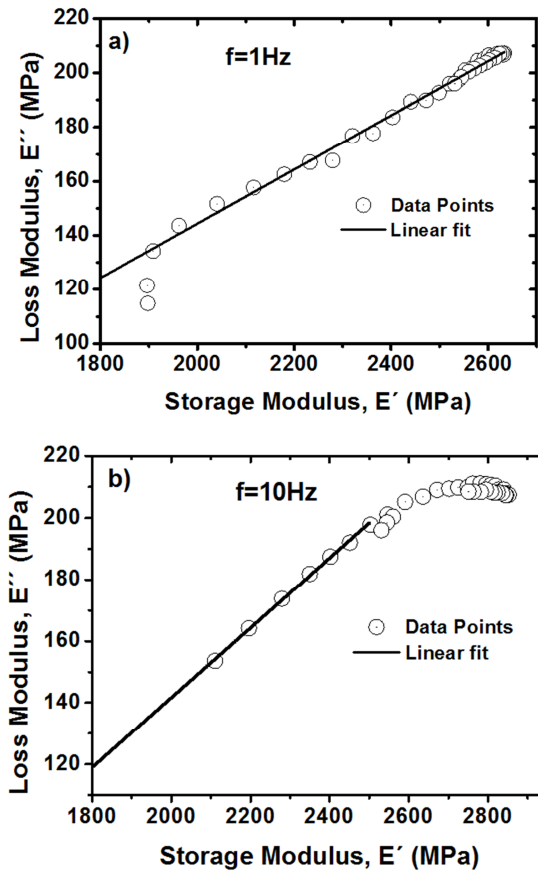 a)
f=1Hz
220
200
180
160
140
120
100
Loss Modulus, E´´ (MPa)
Data Points
Linear fit
1800 2000 2200 2400 2600
Storage Modulus, E´ (MPa)
b)
f=10Hz
220
200
180
160
140
120
Loss Modulus, E´´ (MPa)
Data Points
Linear fit
1800 2000 2200 2400 2600 2800
Storage Modulus, E´ (MPa)